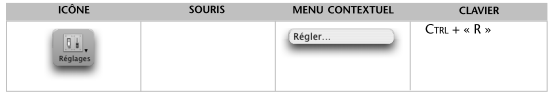 ICÔNE SOURIS MENU CONTEXTUEL CLAVIER
Réglages
Régler...
CTRL + « R »